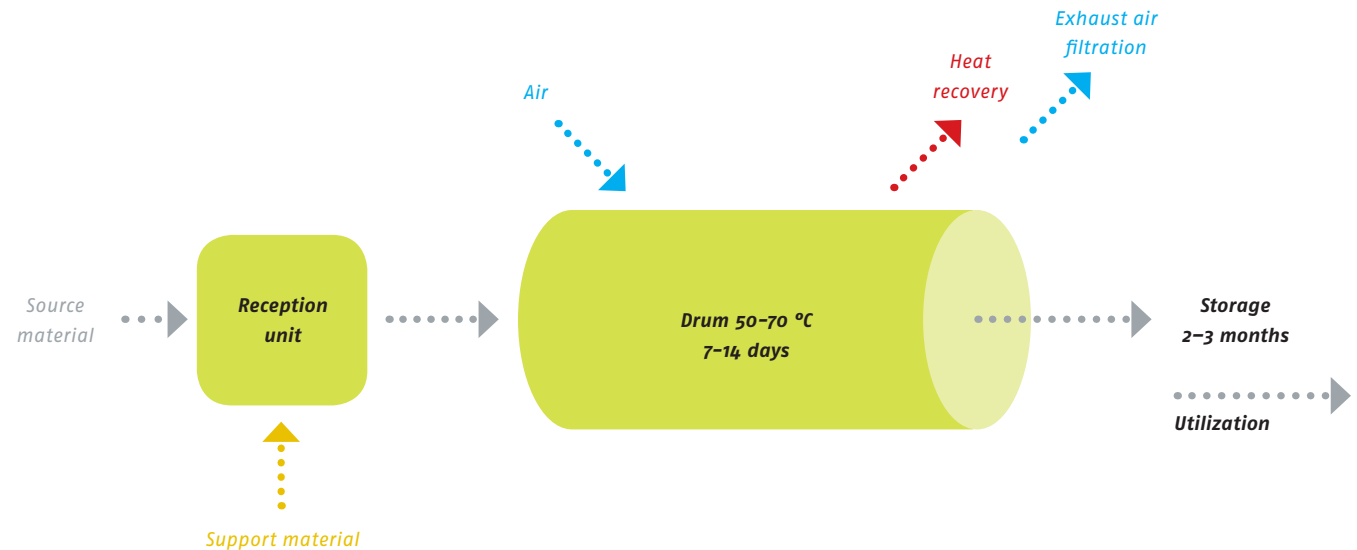 Exhaust air
filtration
Heat
recovery
Air
Source
material
Reception
unit
Drum 50–70 °C
7–14 days
Storage
2–3 months
Utilization
Support material